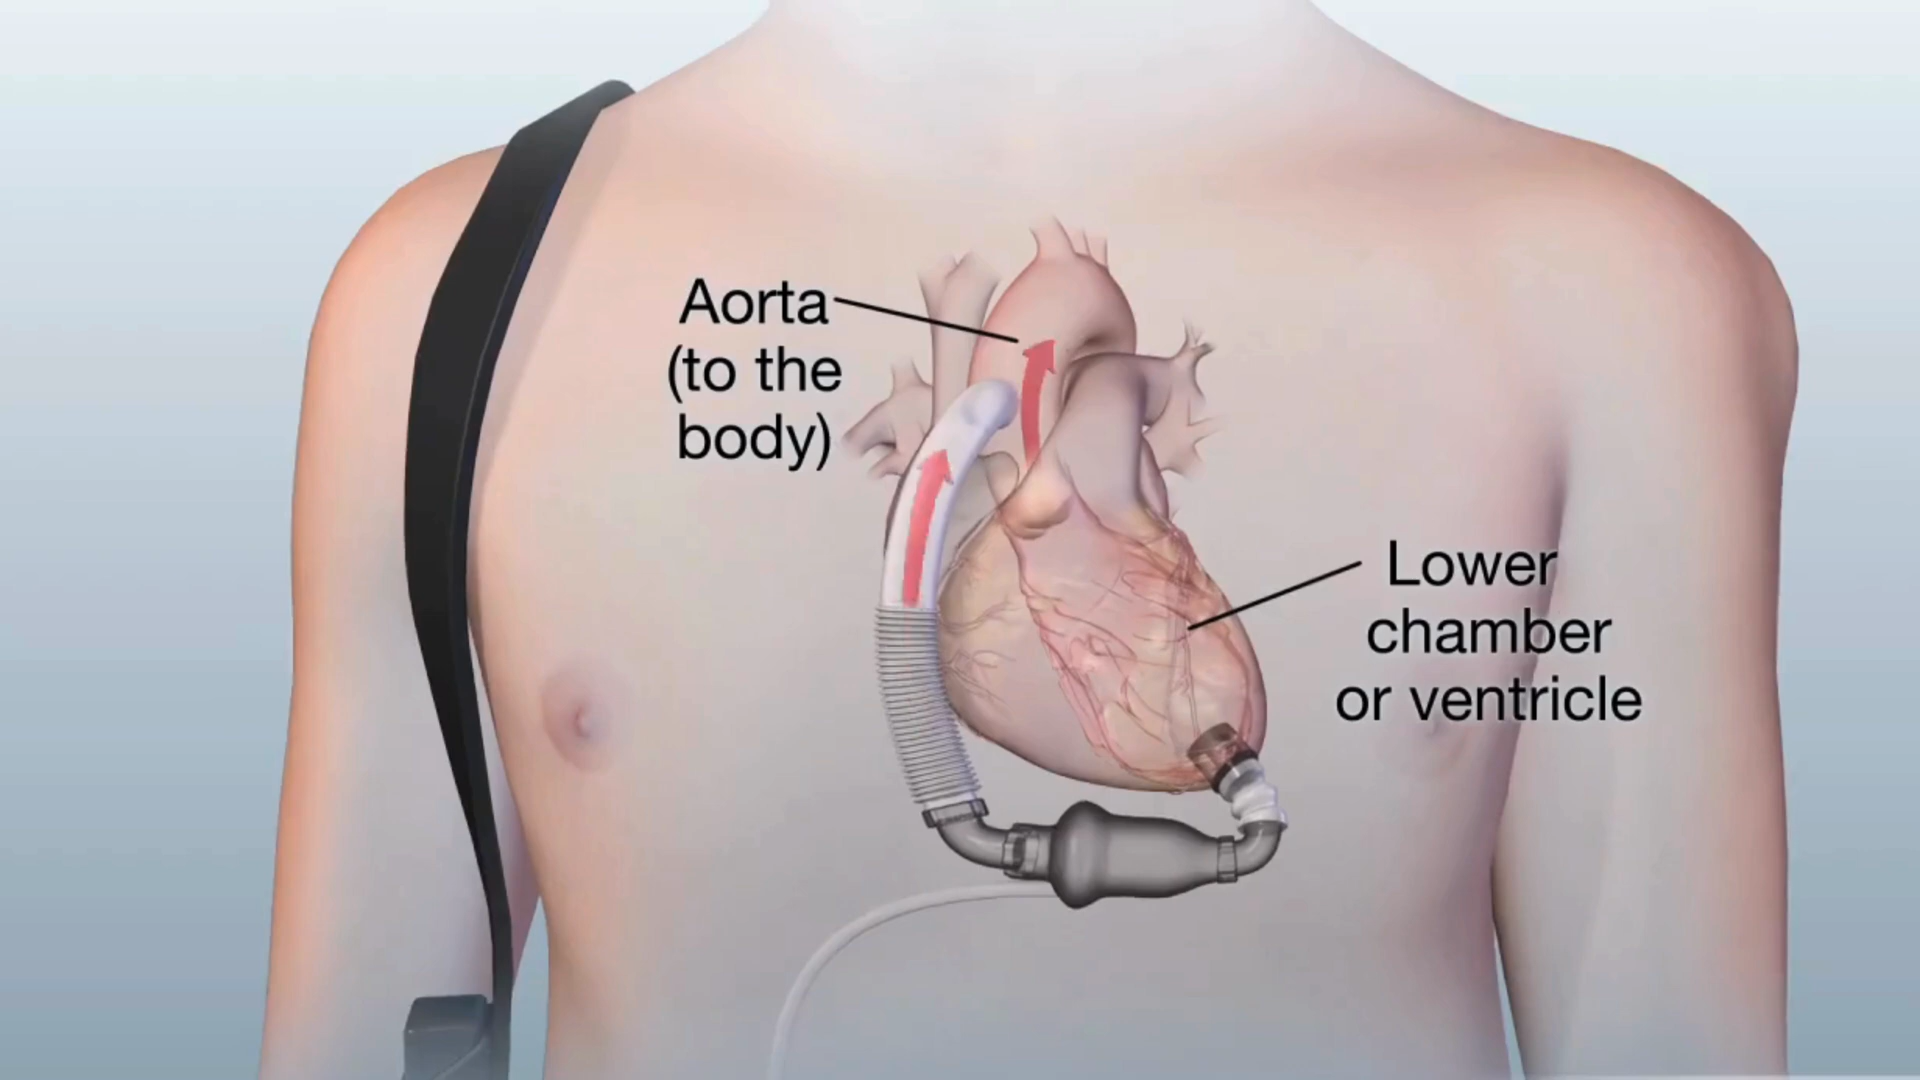 Aorta
(to the
body)
Lower
chamber
or ventricle